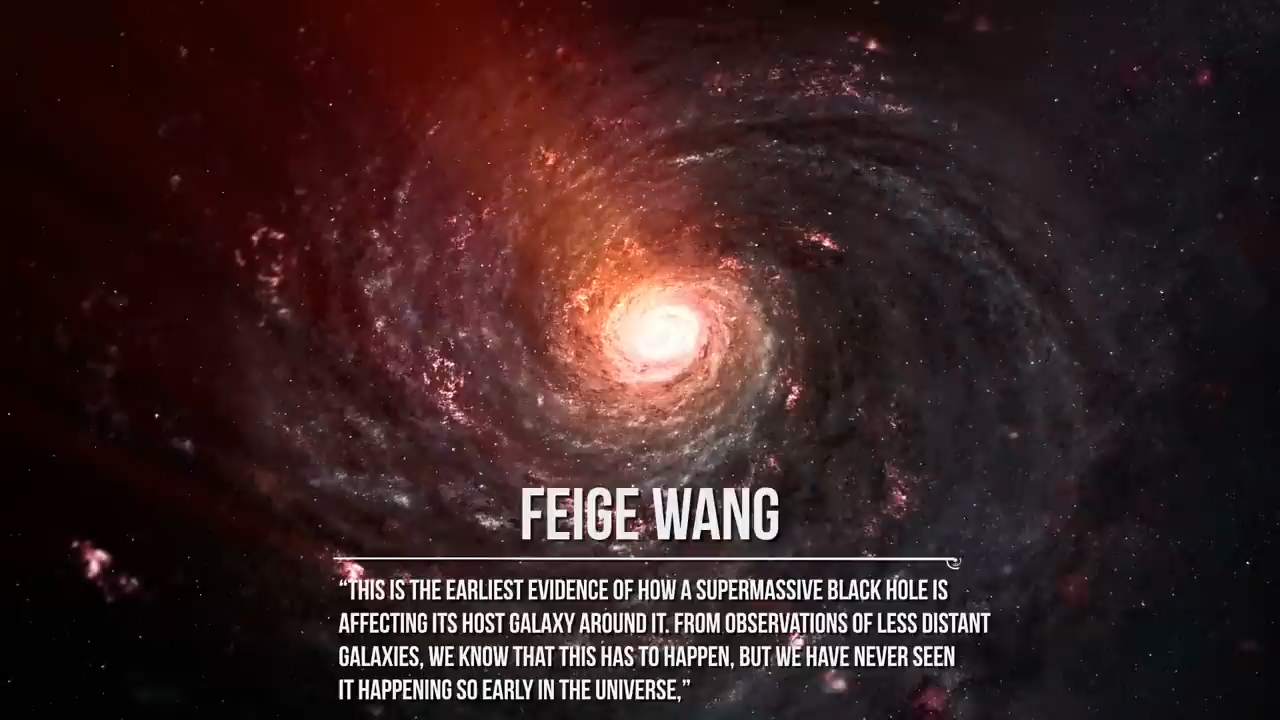 FEIGE WANG
“THIS IS THE EARLIEST EVIDENCE OF HOW A SUPERMASSIVE BLACK HOLE IS
AFFECTING ITS HOST GALAXY AROUND IT. FROM OBSERVATIONS OF LESS DISTANT
GALAXIES, WE KNOW THAT THIS HAS TO HAPPEN, BUT WE HAVE NEVER SEEN
IT HAPPENING SO EARLY IN THE UNIVERSE,”